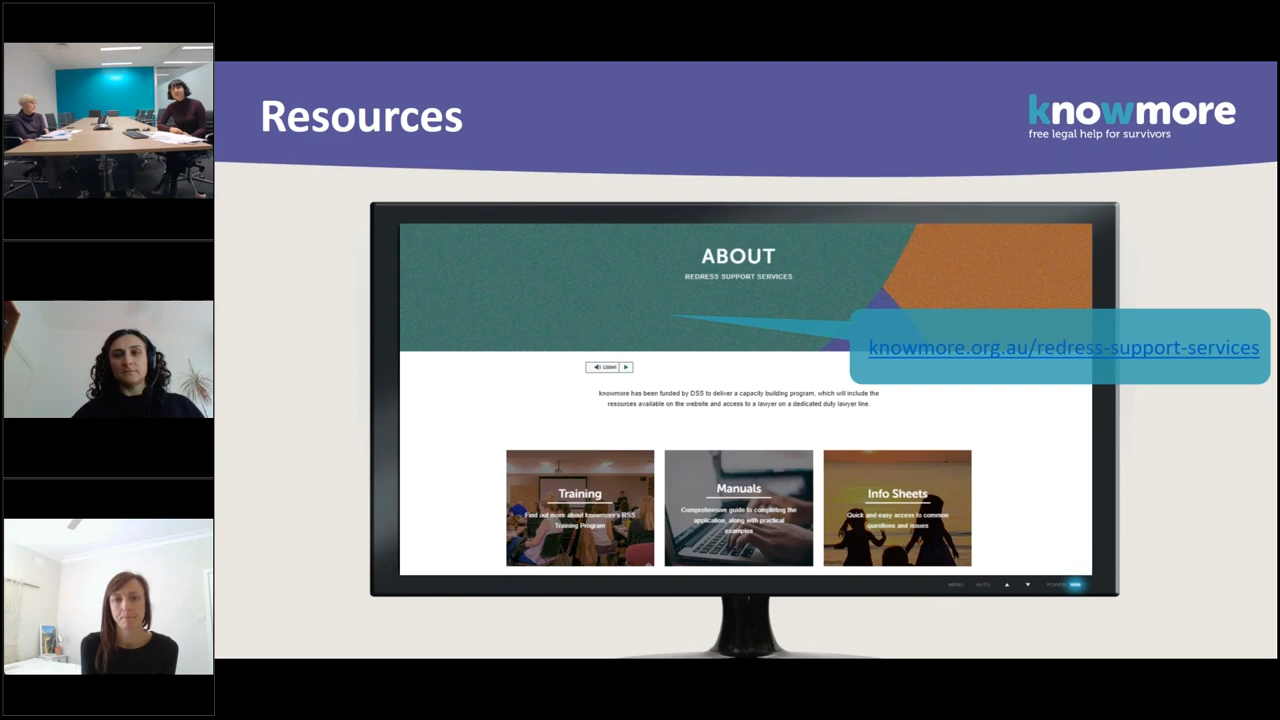 Resources
knowmore
free legal help for survivors
ABOUT
REDRESS SUPPORT SERVICES
knowmore.org.au/redress-support-services
Listen
knowmore has been funded by DSS to deliver a capacity building program, which will include the
resources available on the website and access to a lawyer on a dedicated duty lawyer line.
Training
Find out more about knowmore's RSS
Training Program
Manuals
Comprehensive guide to completing the
application, along with practical
examples
Info Sheets
Quick and easy access to common
questions and issues
MENU AUTO ▲ ▼ POWER